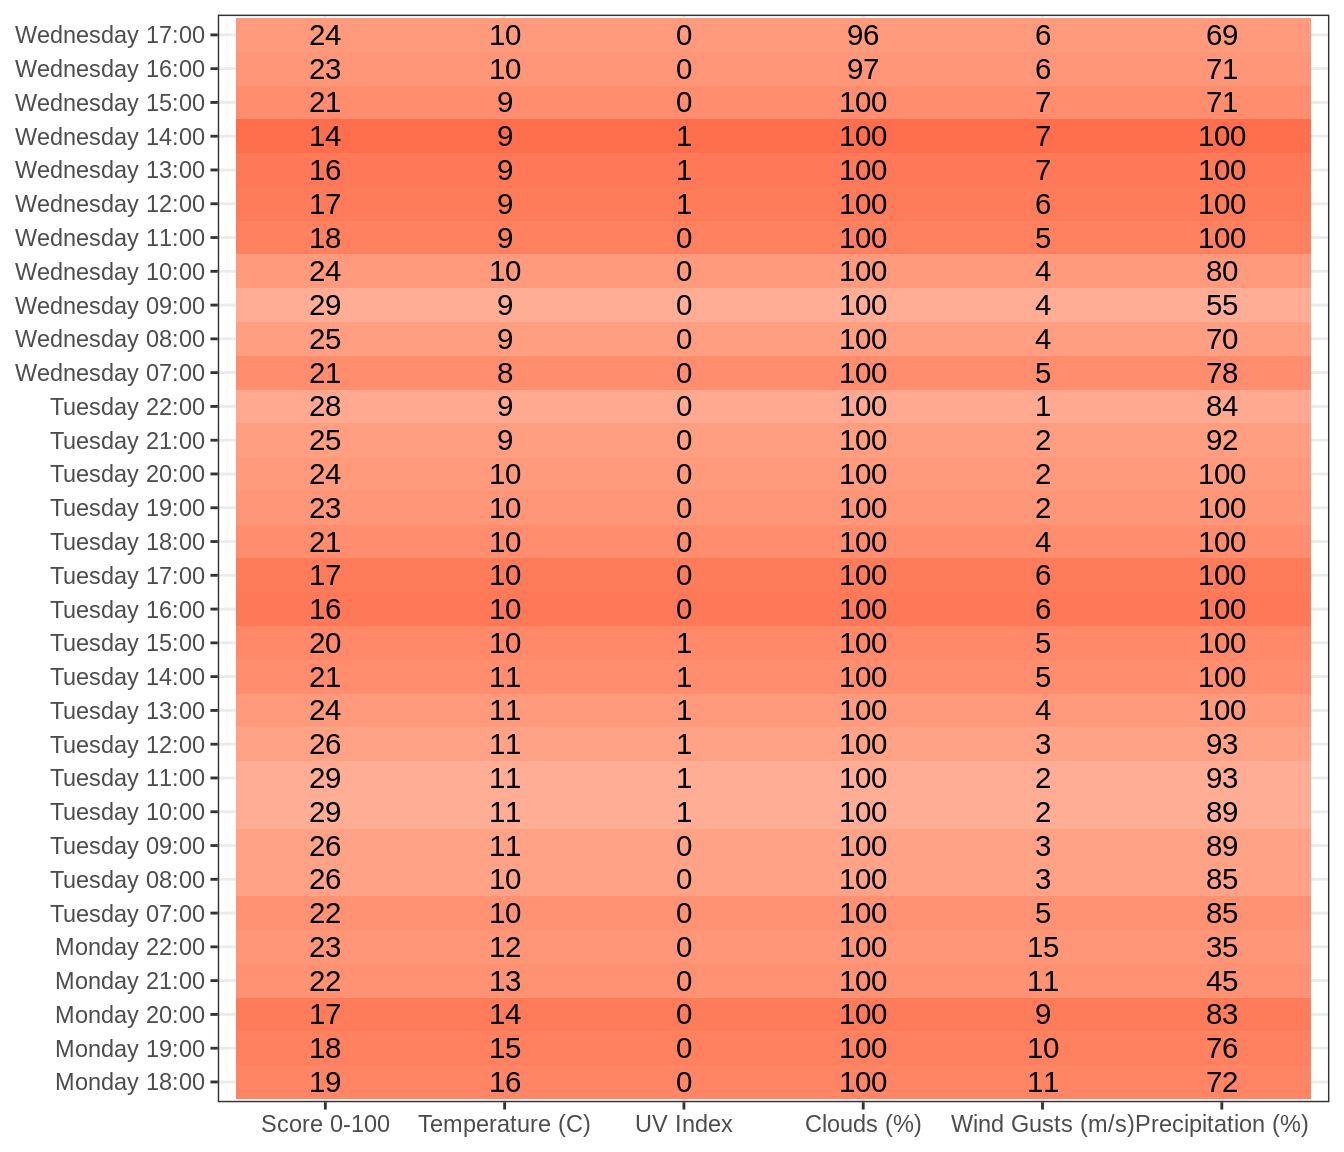 Wednesday 17:00 24 10 0 96 6 69
Wednesday 16:00 23 10 0 97 6 71
Wednesday 15:00 21 9 0 100 7 71
Wednesday 14:00 14 9 1 100 7 100
Wednesday 13:00 16 9 1 100 7 100
Wednesday 12:00 17 9 1 100 6 100
Wednesday 11:00 18 9 0 100 5 100
Wednesday 10:00 24 10 0 100 4 80
Wednesday 09:00 29 9 0 100 4 55
Wednesday 08:00 25 9 0 100 4 70
Wednesday 07:00 21 8 0 100 5 78
Tuesday 22:00 28 9 0 100 1 84
Tuesday 21:00 25 9 0 100 2 92
Tuesday 20:00 24 10 0 100 2 100
Tuesday 19:00 23 10 0 100 2 100
Tuesday 18:00 21 10 0 100 4 100
Tuesday 17:00 17 10 0 100 6 100
Tuesday 16:00 16 10 0 100 6 100
Tuesday 15:00 20 10 1 100 5 100
Tuesday 14:00 21 11 1 100 5 100
Tuesday 13:00 24 11 1 100 4 100
Tuesday 12:00 26 11 1 100 3 93
Tuesday 11:00 29 11 1 100 2 93
Tuesday 10:00 29 11 1 100 2 89
Tuesday 09:00 26 11 0 100 3 89
Tuesday 08:00 26 10 0 100 3 85
Tuesday 07:00 22 10 0 100 5 85
Monday 22:00 23 12 0 100 15 35
Monday 21:00 22 13 0 100 11 45
Monday 20:00 17 14 0 100 9 83
Monday 19:00 18 15 0 100 10 76
Monday 18:00 19 16 0 100 11 72
Score 0-100 Temperature (C) UV Index Clouds (%) Wind Gusts (m/s) Precipitation (%)